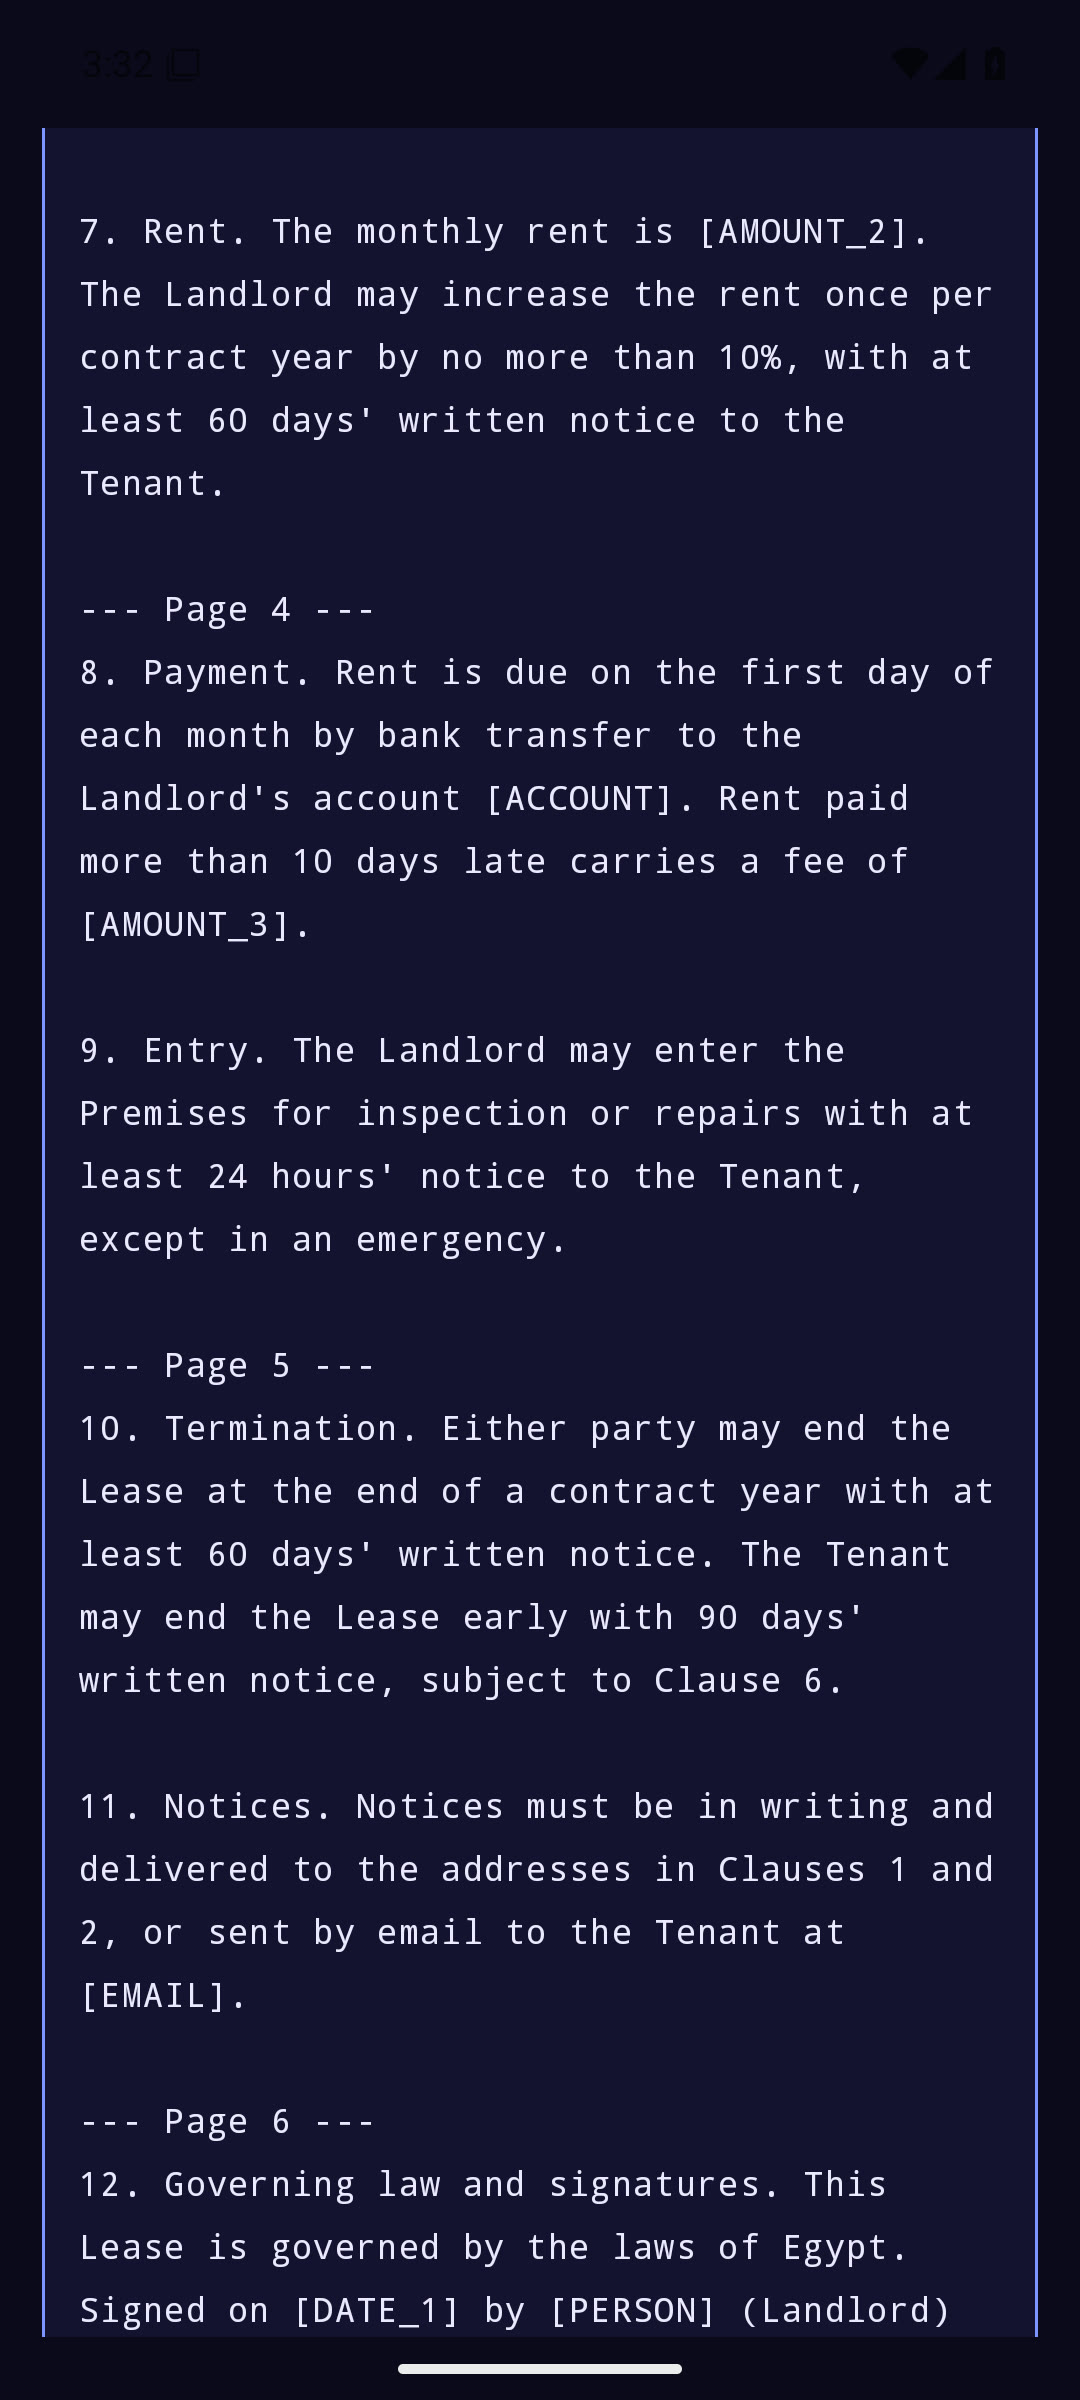 3:32
7. Rent. The monthly rent is [AMOUNT_2].
The Landlord may increase the rent once per
contract year by no more than 10%, with at
least 60 days' written notice to the
Tenant.
--- Page 4 ---
8. Payment. Rent is due on the first day of
each month by bank transfer to the
Landlord's account [ACCOUNT]. Rent paid
more than 10 days late carries a fee of
[AMOUNT_3].
9. Entry. The Landlord may enter the
Premises for inspection or repairs with at
least 24 hours' notice to the Tenant,
except in an emergency.
--- Page 5 ---
10. Termination. Either party may end the
Lease at the end of a contract year with at
least 60 days' written notice. The Tenant
may end the Lease early with 90 days'
written notice, subject to Clause 6.
11. Notices. Notices must be in writing and
delivered to the addresses in Clauses 1 and
2, or sent by email to the Tenant at
[EMAIL].
--- Page 6 ---
12. Governing law and signatures. This
Lease is governed by the laws of Egypt.
Signed on [DATE_1] by [PERSON] (Landlord)